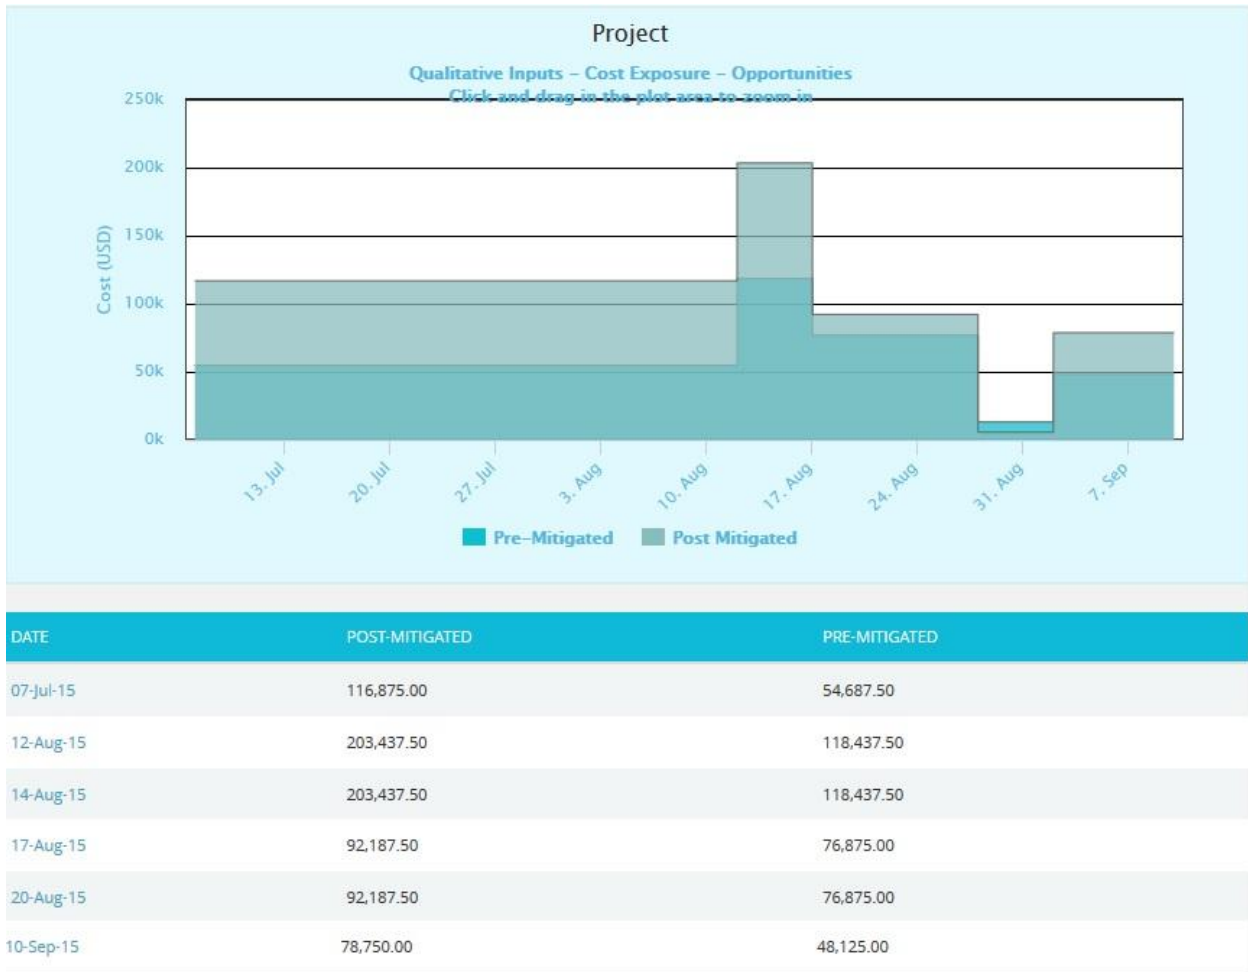 Project
Qualitative Inputs – Cost Exposure – Opportunities
Click and drag in the plot area to zoom in
250k
200k
150k
100k
50k
0k
Cost (USD)
13. Jul
20. Jul
27. Jul
3. Aug
10. Aug
17. Aug
24. Aug
31. Aug
7. Sep
Pre-Mitigated Post Mitigated
DATE POST-MITIGATED PRE-MITIGATED
07-Jul-15 116,875.00 54,687.50
12-Aug-15 203,437.50 118,437.50
14-Aug-15 203,437.50 118,437.50
17-Aug-15 92,187.50 76,875.00
20-Aug-15 92,187.50 76,875.00
10-Sep-15 78,750.00 48,125.00